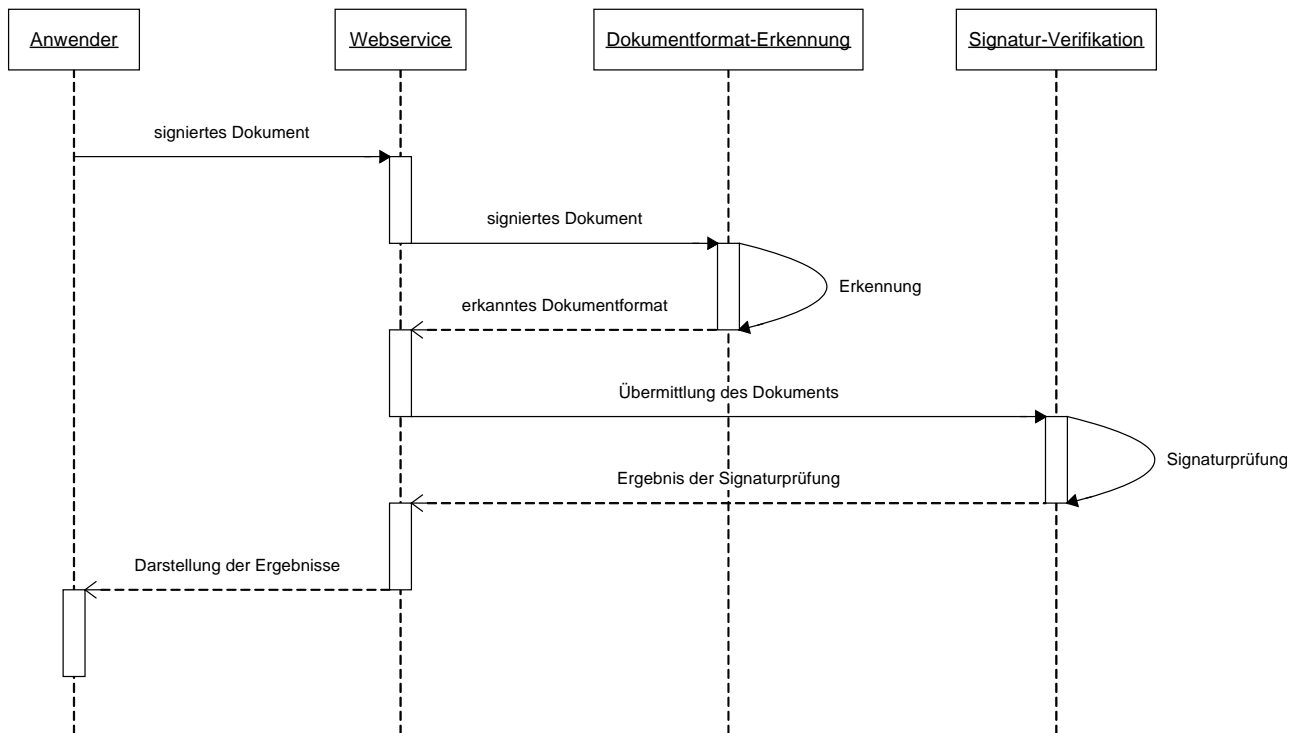 Anwender
Webservice
Dokumentformat-Erkennung
Signatur-Verifikation
signiertes Dokument
signiertes Dokument
Erkennung
erkanntes Dokumentformat
Übermittlung des Dokuments
Signaturprüfung
Ergebnis der Signaturprüfung
Darstellung der Ergebnisse